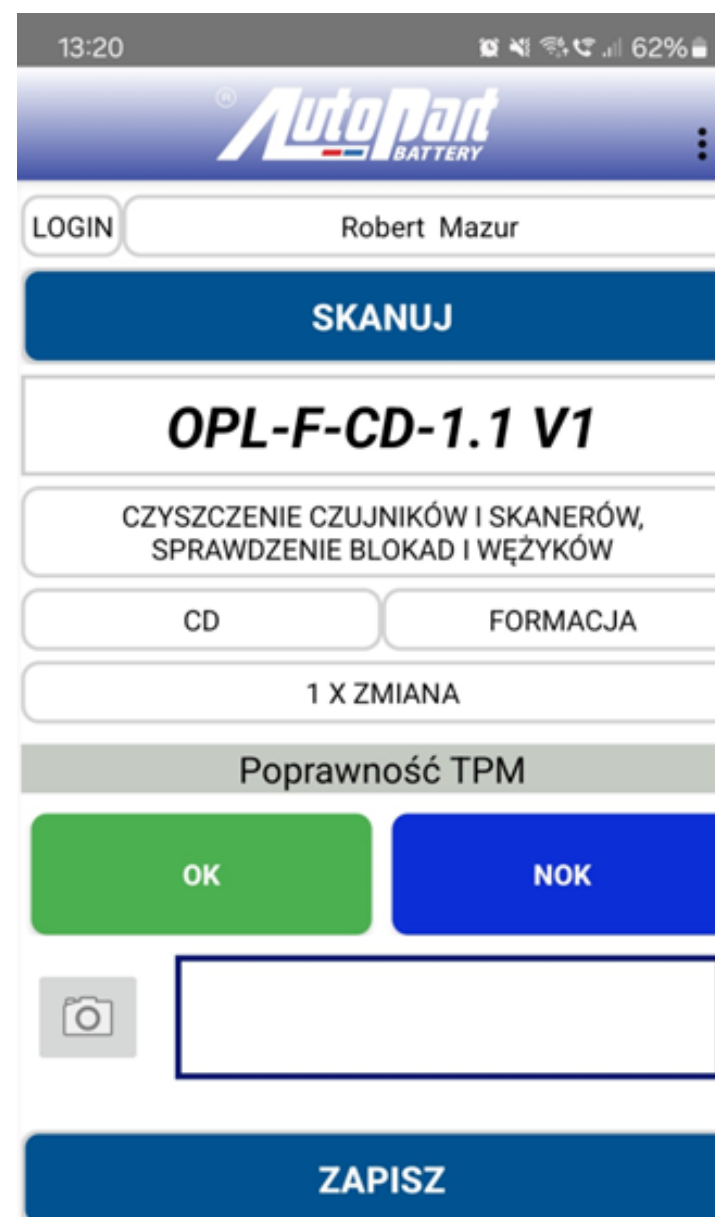 13:20 62%
® AutoPart
BATTERY
LOGIN Robert Mazur
SKANUJ
OPL-F-CD-1.1 V1
CZYSZCZENIE CZUJNIKÓW I SKANERÓW,
SPRAWDZENIE BLOKAD I WĘŻYKÓW
CD FORMACJA
1 X ZMIANA
Poprawność TPM
OK NOK
ZAPISZ